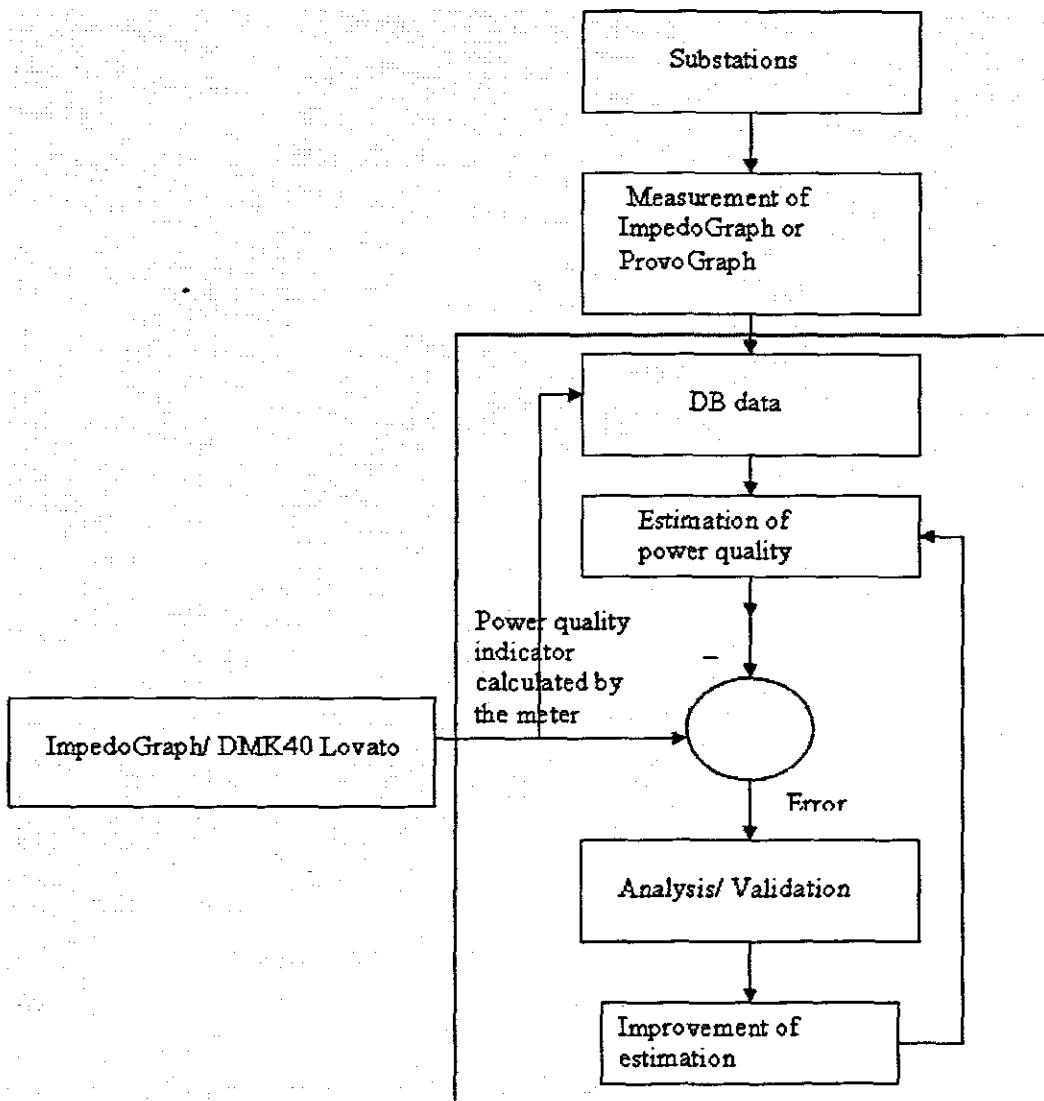 Substations
Measurement of
ImpedoGraph or
ProvoGraph
DB data
Estimation of
power quality
Power quality
indicator
calculated by
the meter
–
ImpedoGraph/ DMK40 Lovato
Error
Analysis/ Validation
Improvement of
estimation